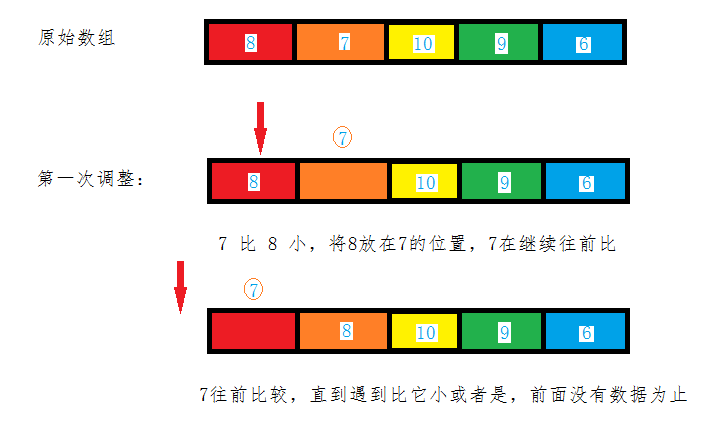 原始数组
8 7 10 9 6
7
第一次调整:
8 10 9 6
7 比 8 小, 将8放在7的位置, 7在继续往前比
7
8 10 9 6
7往前比较, 直到遇到比它小或者是, 前面没有数据为止